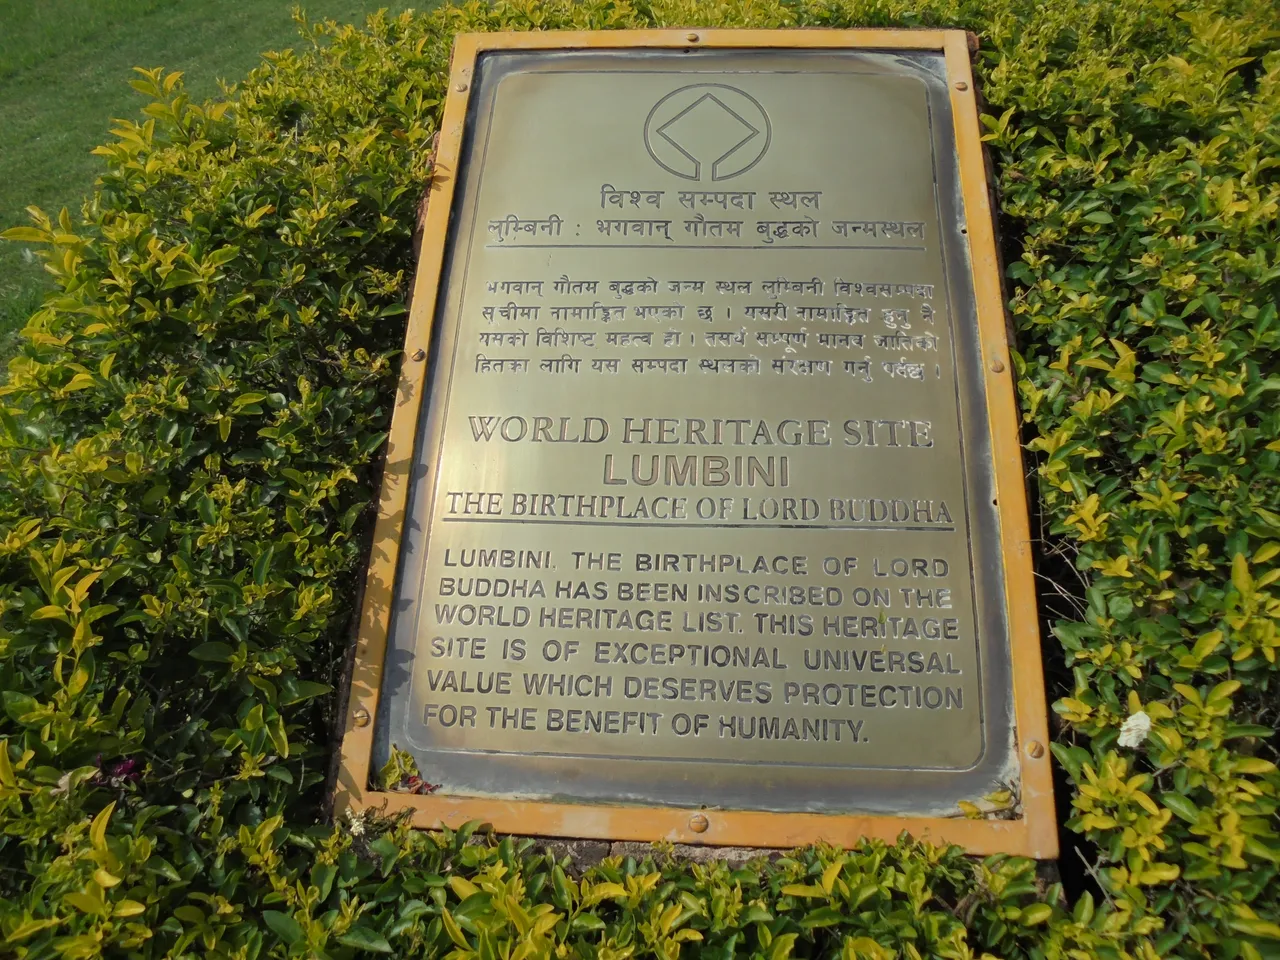 विश्व सम्पदा स्थल
लुम्बिनी : भगवान् गौतम बुद्धको जन्मस्थल
भगवान् गौतम बुद्धको जन्म स्थल लुम्बिनी विश्वसम्पदा
सूचीमा नामाङ्कित भएको छ । यसरी नामाङ्कित हुनु नै
यसको विशिष्ट महत्व हो । तसर्थ सम्पूर्ण मानव जातिको
हितका लागि यस सम्पदा स्थलको संरक्षण गर्नु पर्दछ ।
WORLD HERITAGE SITE
LUMBINI
THE BIRTHPLACE OF LORD BUDDHA
LUMBINI, THE BIRTHPLACE OF LORD
BUDDHA HAS BEEN INSCRIBED ON THE
WORLD HERITAGE LIST. THIS HERITAGE
SITE IS OF EXCEPTIONAL UNIVERSAL
VALUE WHICH DESERVES PROTECTION
FOR THE BENEFIT OF HUMANITY.